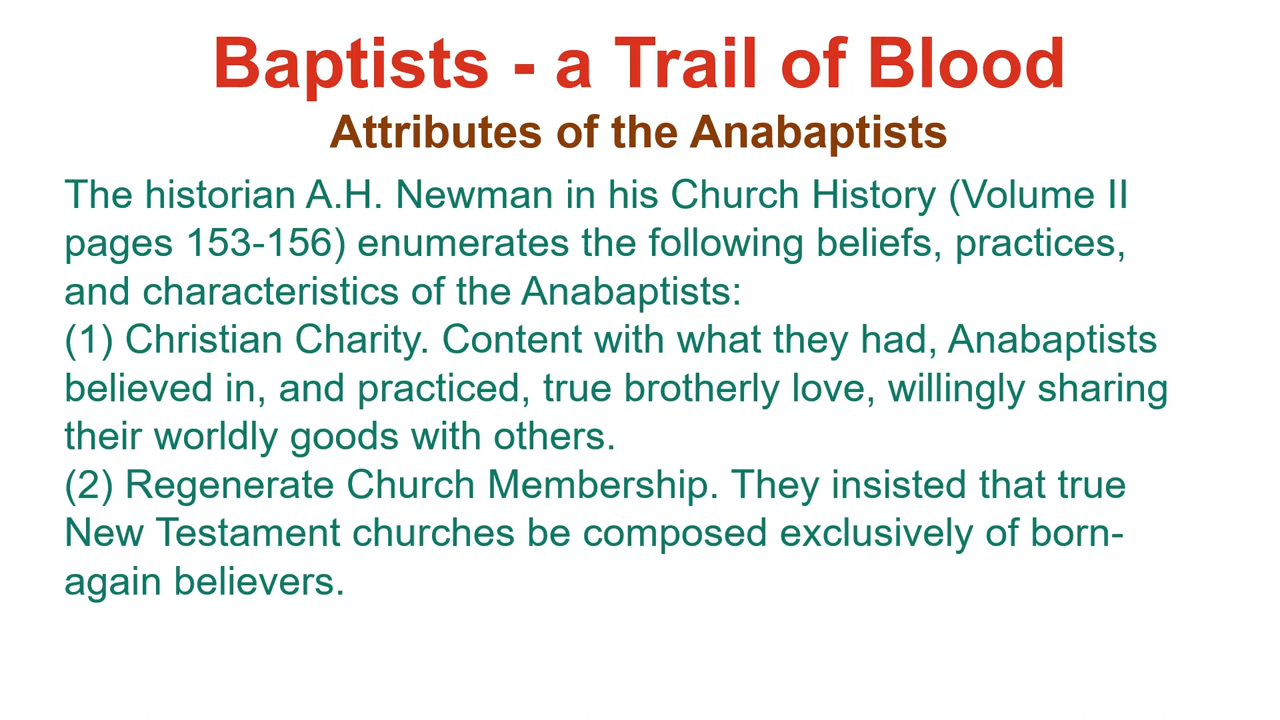 Baptists - a Trail of Blood
Attributes of the Anabaptists
The historian A.H. Newman in his Church History (Volume II
pages 153-156) enumerates the following beliefs, practices,
and characteristics of the Anabaptists:
(1) Christian Charity. Content with what they had, Anabaptists
believed in, and practiced, true brotherly love, willingly sharing
their worldly goods with others.
(2) Regenerate Church Membership. They insisted that true
New Testament churches be composed exclusively of born-
again believers.